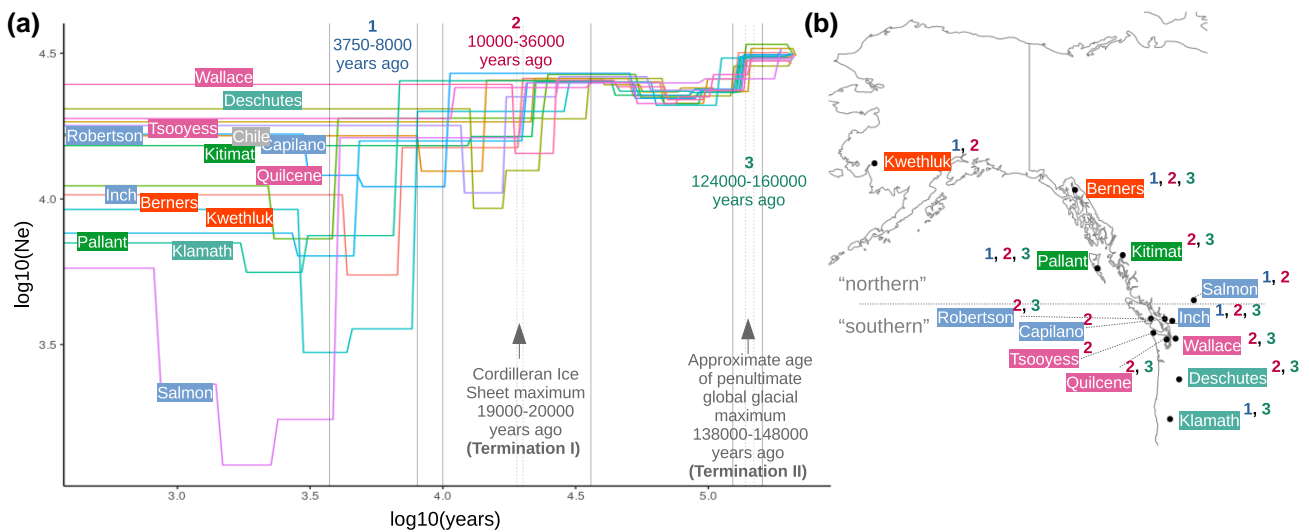 (a)
1
3750-8000
years ago
2
10000-36000
years ago
3
124000-160000
years ago
Wallace
Deschutes
Robertson
Tsooyess
Chile
Capilano
Kitimat
Quilcene
Inch
Berners
Kwethluk
Pallant
Klamath
Salmon
Cordilleran Ice
Sheet maximum
19000-20000
years ago
(Termination I)
Approximate age
of penultimate
global glacial
maximum
138000-148000
years ago
(Termination II)
4.5
4.0
3.5
log10(Ne)
3.0
3.5
4.0
4.5
5.0
log10(years)
(b)
1, 2
Kwethluk
1, 2, 3
Berners
2, 3
Kitimat
1, 2, 3
Pallant
1, 2
Salmon
“northern”
“southern”
2, 3
Robertson
1, 2, 3
Inch
2
Capilano
2
Tsooyess
2, 3
Wallace
2, 3
Quilcene
2, 3
Deschutes
1, 3
Klamath